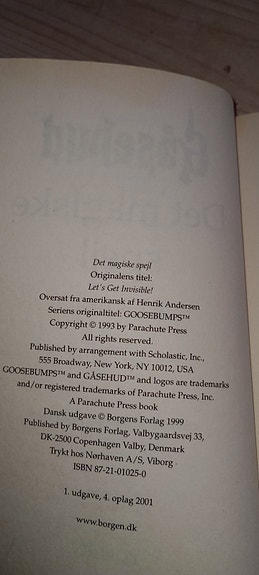 Det magiske spejl
Originalens titel:
Let's Get Invisible!
Oversat fra amerikansk af Henrik Andersen
Seriens originaltitel: GOOSEBUMPS™
Copyright © 1993 by Parachute Press
All rights reserved.
Published by arrangement with Scholastic, Inc.,
555 Broadway, New York, NY 10012, USA
GOOSEBUMPS™ and GÅSEHUD™ and logos are trademarks
and/or registered trademarks of Parachute Press, Inc.
A Parachute Press book
Dansk udgave © Borgens Forlag 1999
Published by Borgens Forlag, Valbygaardsvej 33,
DK-2500 Copenhagen Valby, Denmark
Trykt hos Nørhaven A/S, Viborg
ISBN 87-21-01025-0
1. udgave, 4. oplag 2001
www.borgen.dk